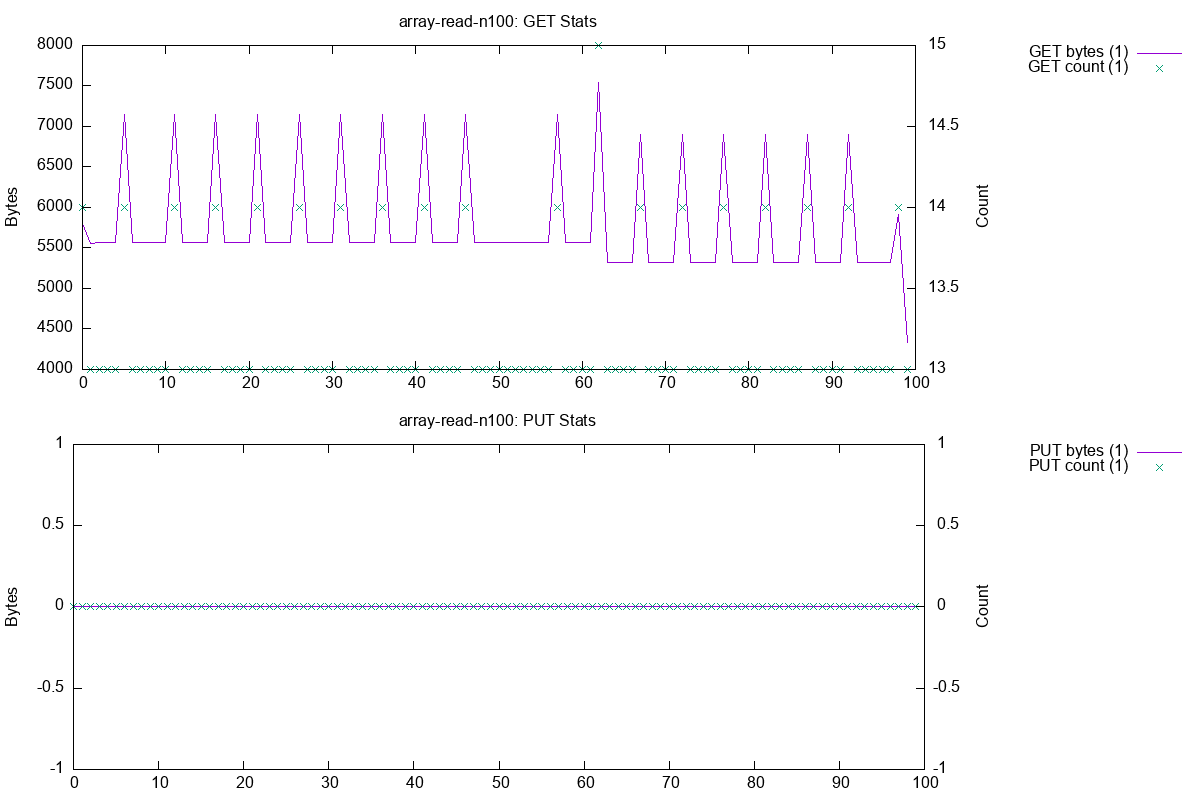 array-read-n100: GET Stats
8000
7500
7000
6500
6000
5500
5000
4500
4000
Bytes
15
14.5
14
13.5
13
Count
0 10 20 30 40 50 60 70 80 90 100
GET bytes (1)
GET count (1)
array-read-n100: PUT Stats
1
0.5
0
-0.5
-1
Bytes
1
0.5
0
-0.5
-1
Count
0 10 20 30 40 50 60 70 80 90 100
PUT bytes (1)
PUT count (1)